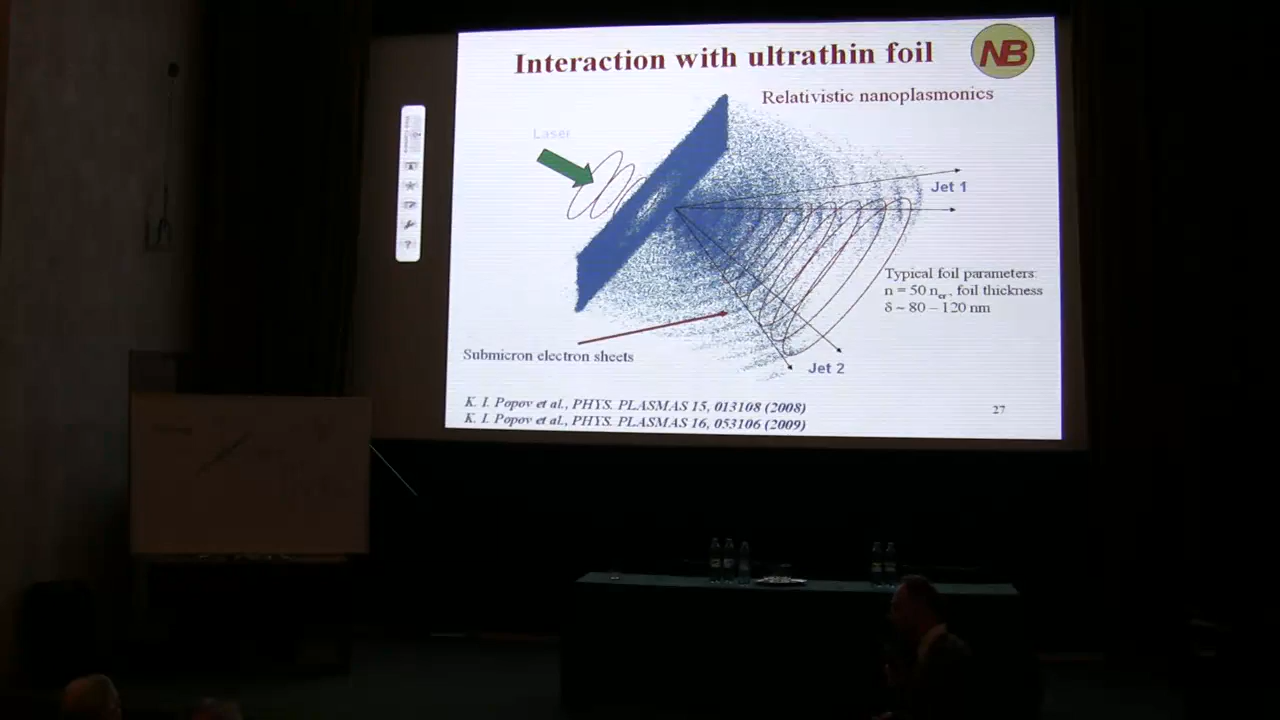 Interaction with ultrathin foil
NB
Relativistic nanoplasmonics
Laser
Jet 1
Typical foil parameters:
n = 50 ncr, foil thickness
δ ~ 80 – 120 nm
Submicron electron sheets
Jet 2
K. I. Popov et al., PHYS. PLASMAS 15, 013108 (2008)
K. I. Popov et al., PHYS. PLASMAS 16, 053106 (2009)
27